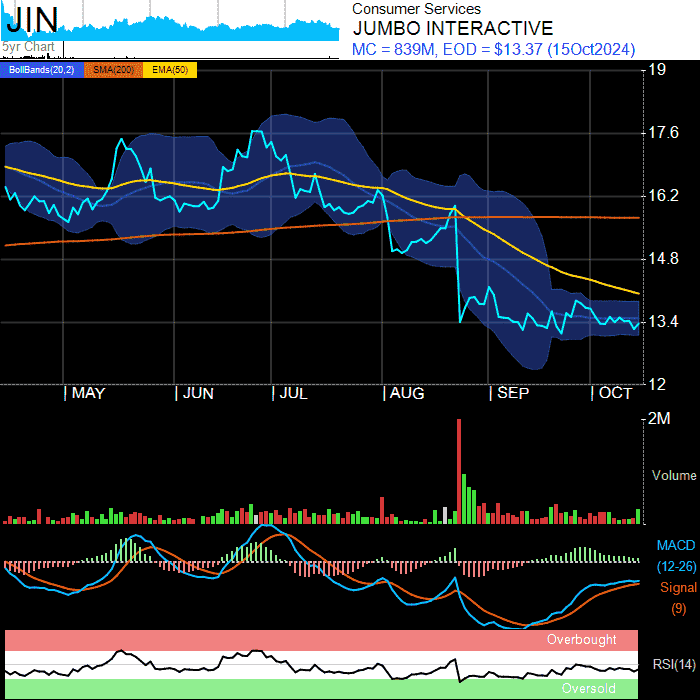 JIN
5yr Chart
Consumer Services
JUMBO INTERACTIVE
MC = 839M, EOD = $13.37 (15Oct2024)
BollBands(20,2) SMA(200) EMA(50)
19
17.6
16.2
14.8
13.4
12
MAY JUN JUL AUG SEP OCT
2M
Volume
MACD
(12-26)
Signal
(9)
Overbought
RSI(14)
Oversold